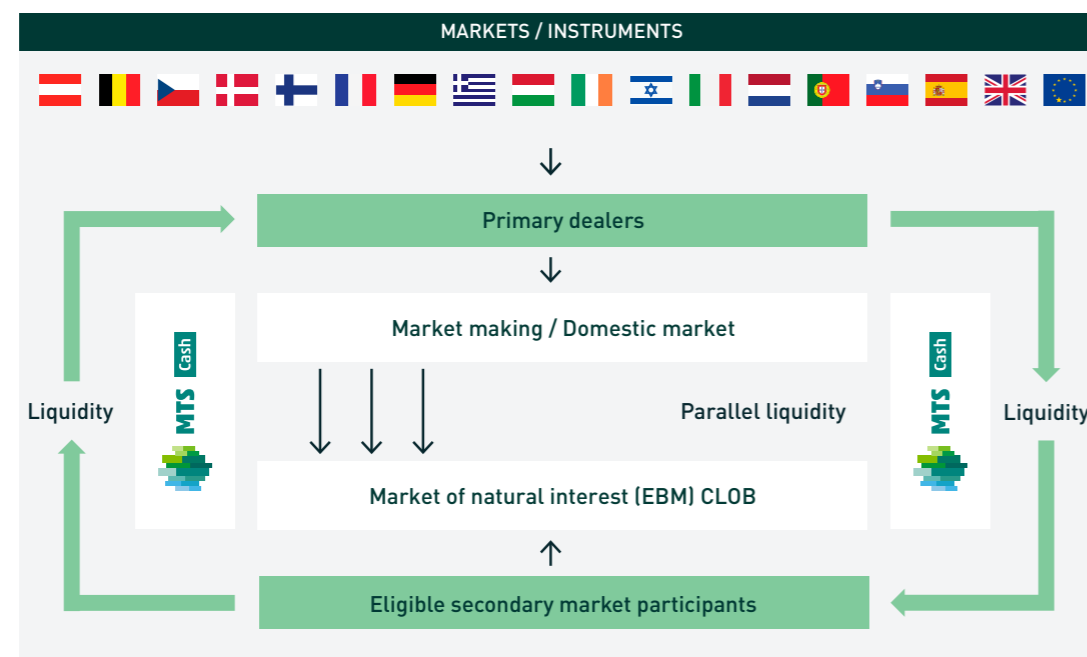 MARKETS / INSTRUMENTS
Primary dealers
Market making / Domestic market
MTS Cash
MTS Cash
Liquidity
Parallel liquidity
Liquidity
Market of natural interest (EBM) CLOB
Eligible secondary market participants